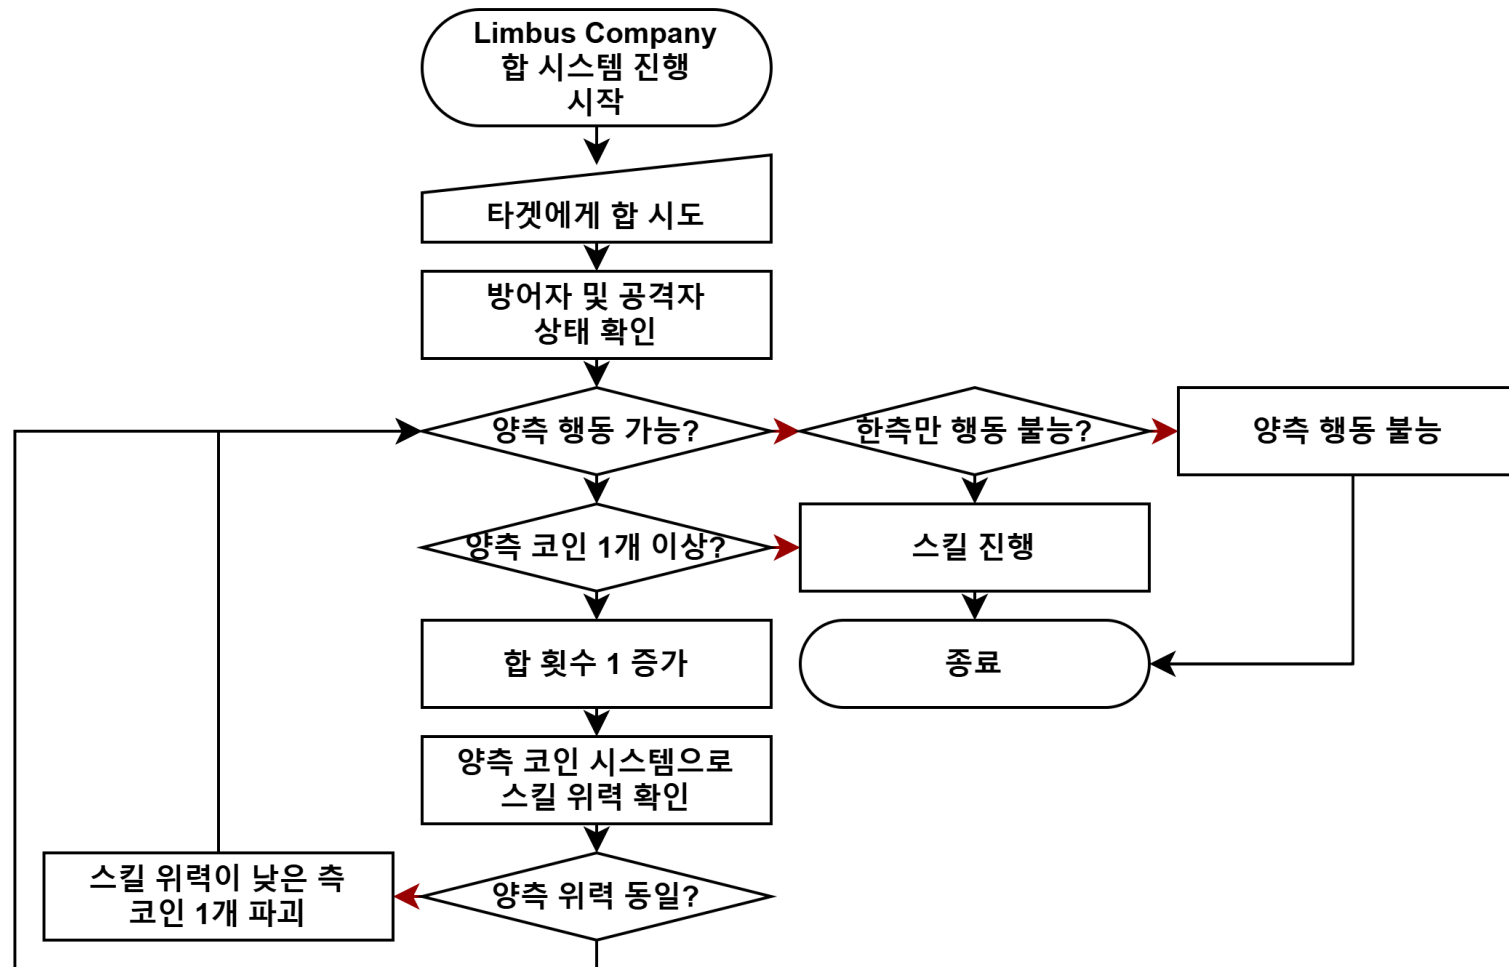 Limbus Company
합 시스템 진행
시작
타겟에게 합 시도
방어자 및 공격자
상태 확인
양측 행동 가능?
한측만 행동 불능?
양측 행동 불능
양측 코인 1개 이상?
스킬 진행
합 횟수 1 증가
종료
양측 코인 시스템으로
스킬 위력 확인
스킬 위력이 낮은 측
코인 1개 파괴
양측 위력 동일?